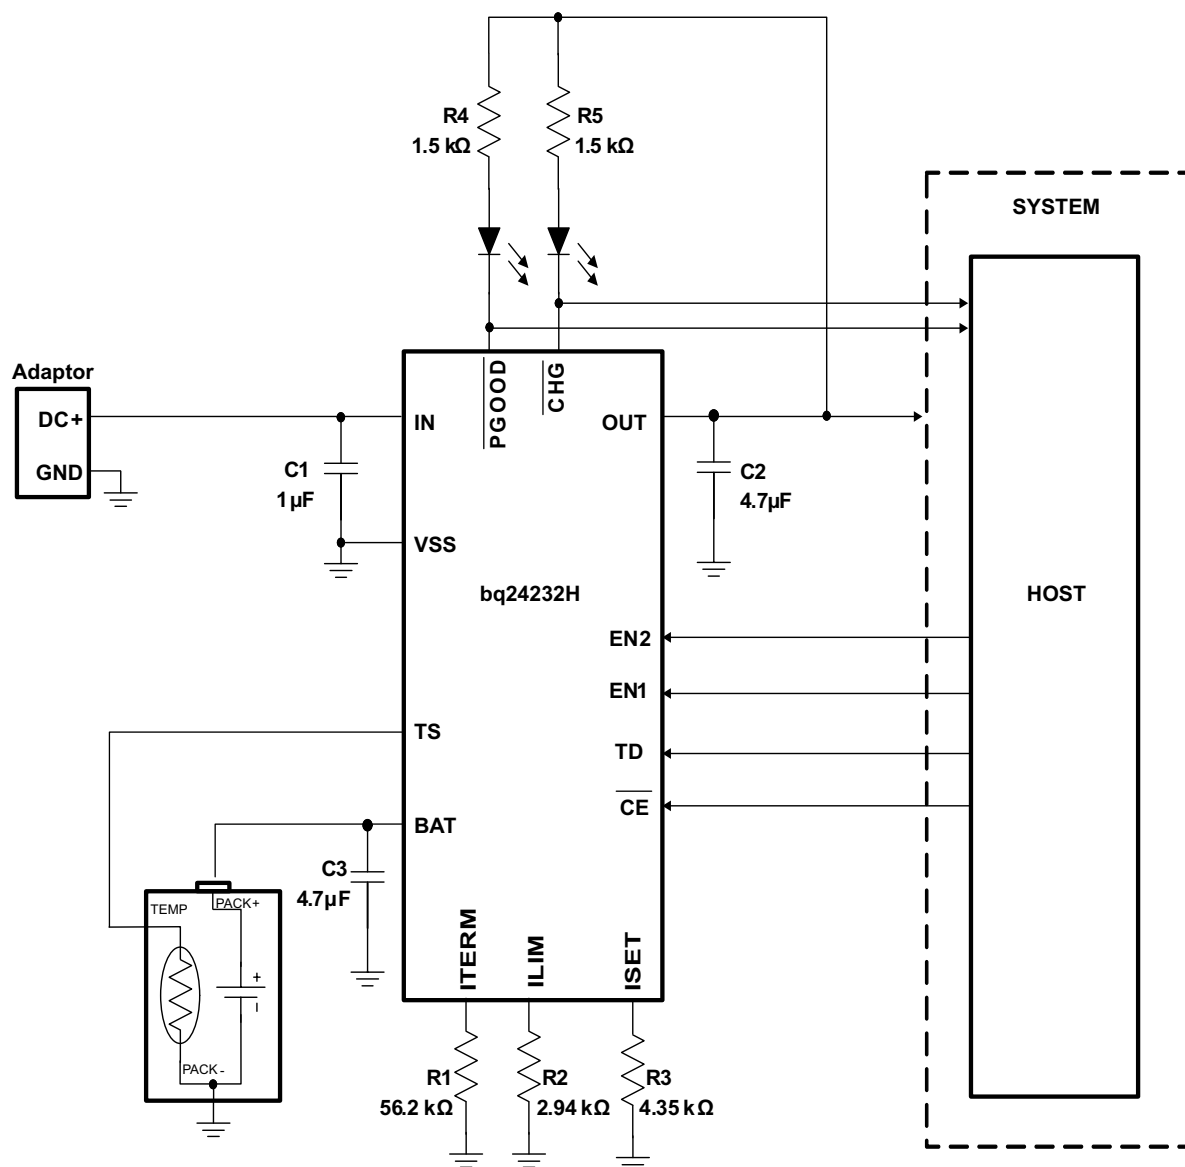 R4
1.5 kΩ
R5
1.5 kΩ
SYSTEM
Adaptor
DC+
GND
IN
PGOOD
CHG
OUT
C1
1µF
C2
4.7µF
VSS
bq24232H
HOST
EN2
EN1
TS
TD
CE
BAT
C3
4.7µF
TEMP
PACK+
+
–
PACK-
ITERM
ILIM
ISET
R1
56.2 kΩ
R2
2.94 kΩ
R3
4.35 kΩ